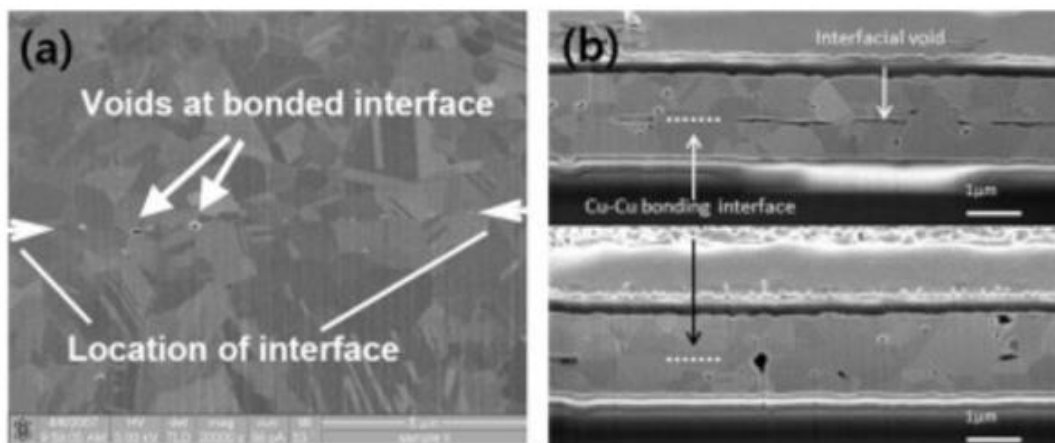 (a)
Voids at bonded interface
Location of interface
(b)
Interfacial void
Cu-Cu bonding interface
1μm
1μm